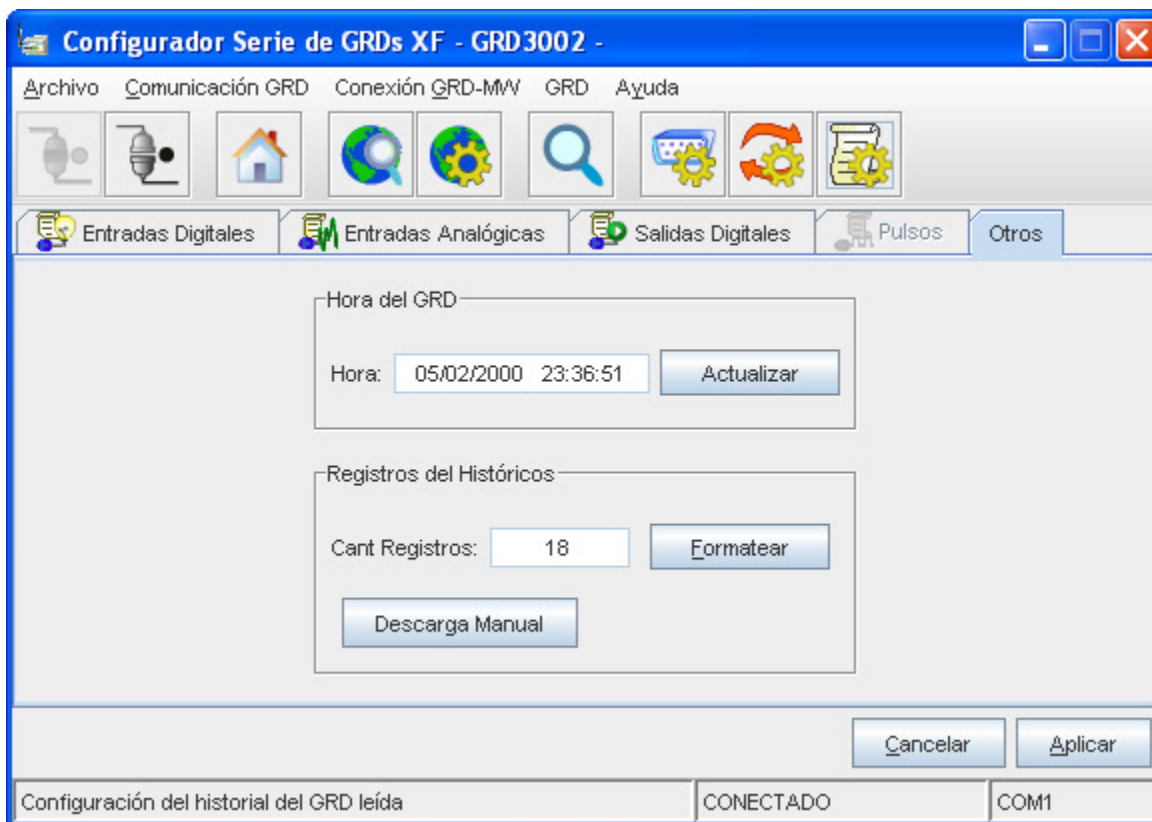 Configurador Serie de GRDs XF - GRD3002 -
Archivo Comunicación GRD Conexión GRD-MW GRD Ayuda
Entradas Digitales Entradas Analógicas Salidas Digitales Pulsos Otros
Hora del GRD
Hora: 05/02/2000 23:36:51 Actualizar
Registros del Históricos
Cant Registros: 18 Formatear
Descarga Manual
Cancelar Aplicar
Configuración del historial del GRD leída CONECTADO COM1